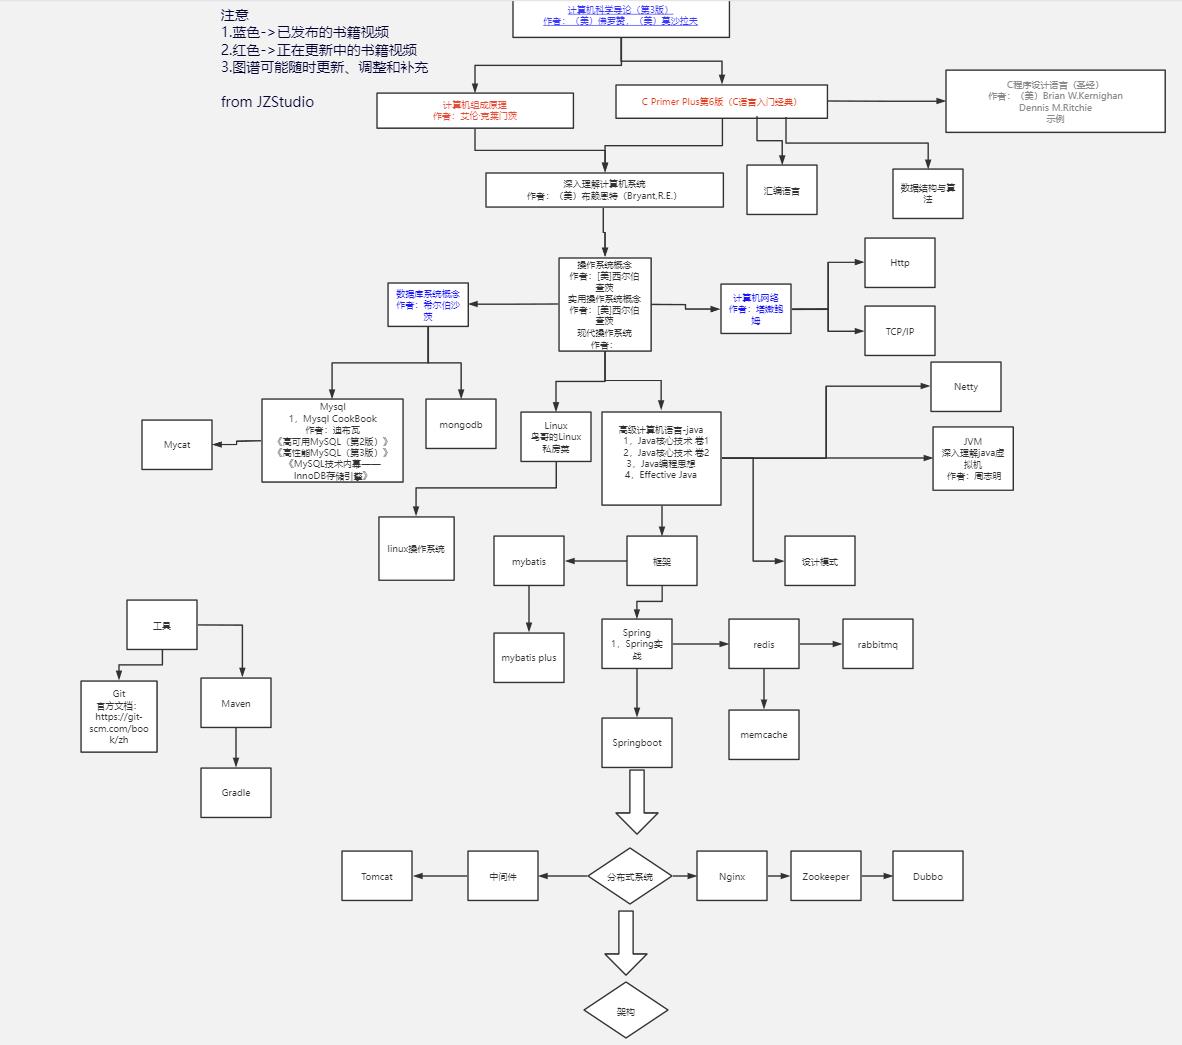 注意
1.蓝色->已发布的书籍视频
2.红色->正在更新中的书籍视频
3.图谱可能随时更新、调整和补充
from JZStudio
计算机科学导论（第3版）
作者：（美）佛罗赞，（美）莫沙拉夫
计算机组成原理
作者：艾伦·克莱门茨
C Primer Plus第6版（C语言入门经典）
C程序设计语言（圣经）
作者：（美）Brian W.Kernighan
Dennis M.Ritchie
示例
深入理解计算机系统
作者：（美）布赖恩特（Bryant,R.E.）
汇编语言
数据结构与算
法
操作系统概念
作者：[美]西尔伯
查茨
实用操作系统概念
作者：[美]西尔伯
查茨
现代操作系统
作者：
数据库系统概念
作者：希尔伯沙
茨
计算机网络
作者：塔嫩鲍
姆
Http
TCP/IP
Mysql
1，Mysql CookBook
作者：迪布瓦
《高可用MySQL（第2版）》
《高性能MySQL（第3版）》
《MySQL技术内幕——
InnoDB存储引擎》
Mycat
mongodb
Linux
鸟哥的Linux
私房菜
高级计算机语言-java
1，Java核心技术 卷1
2，Java核心技术 卷2
3，Java编程思想
4，Effective Java
Netty
JVM
深入理解java虚
拟机
作者：周志明
linux操作系统
mybatis
框架
设计模式
mybatis plus
Spring
1，Spring实
战
redis
rabbitmq
Springboot
memcache
工具
Git
官方文档：
https://git-
scm.com/boo
k/zh
Maven
Gradle
Tomcat
中间件
分布式系统
Nginx
Zookeeper
Dubbo
架构